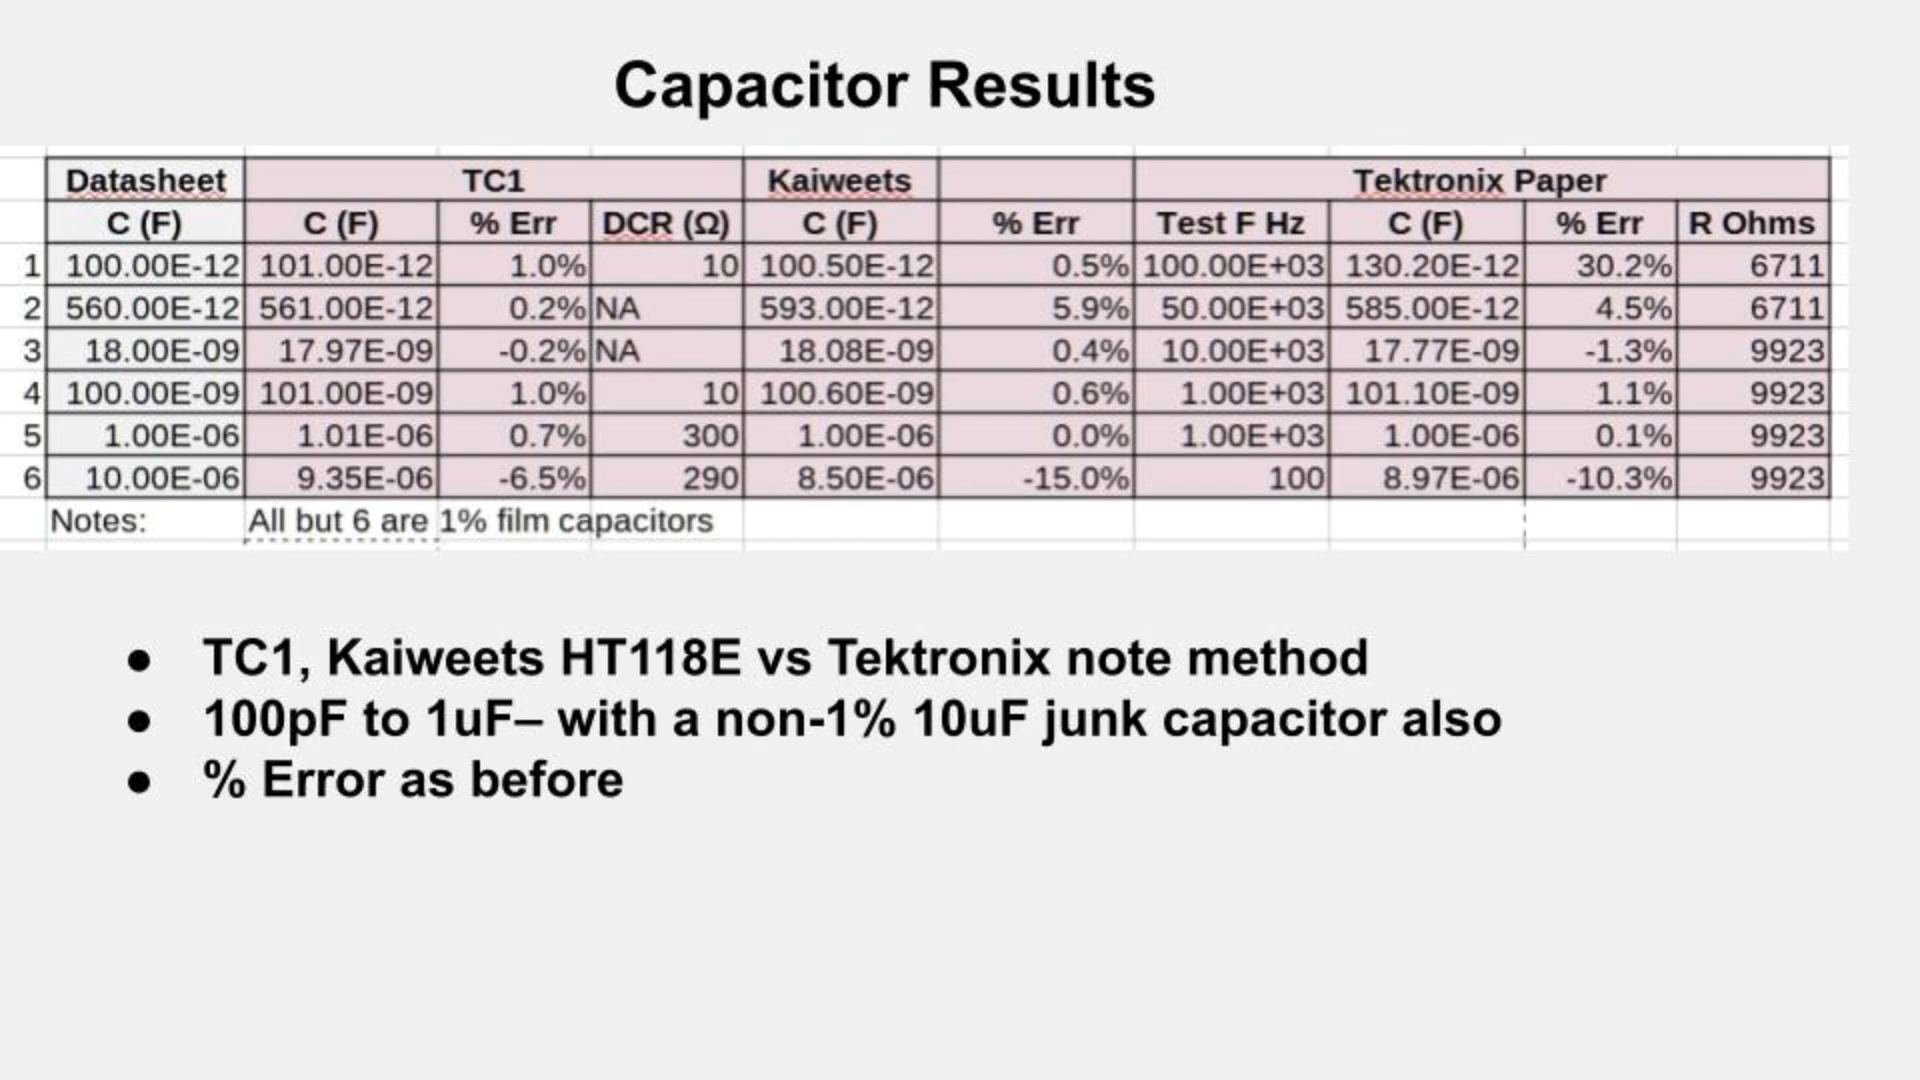 Capacitor Results
Datasheet TC1 Kaiweets Tektronix Paper
C (F) C (F) % Err DCR (Ω) C (F) % Err Test F Hz C (F) % Err R Ohms
1 100.00E-12 101.00E-12 1.0% 10 100.50E-12 0.5% 100.00E+03 130.20E-12 30.2% 6711
2 560.00E-12 561.00E-12 0.2% NA 593.00E-12 5.9% 50.00E+03 585.00E-12 4.5% 6711
3 18.00E-09 17.97E-09 -0.2% NA 18.08E-09 0.4% 10.00E+03 17.77E-09 -1.3% 9923
4 100.00E-09 101.00E-09 1.0% 10 100.60E-09 0.6% 1.00E+03 101.10E-09 1.1% 9923
5 1.00E-06 1.01E-06 0.7% 300 1.00E-06 0.0% 1.00E+03 1.00E-06 0.1% 9923
6 10.00E-06 9.35E-06 -6.5% 290 8.50E-06 -15.0% 100 8.97E-06 -10.3% 9923
Notes: All but 6 are 1% film capacitors
● TC1, Kaiweets HT118E vs Tektronix note method
● 100pF to 1uF– with a non-1% 10uF junk capacitor also
● % Error as before